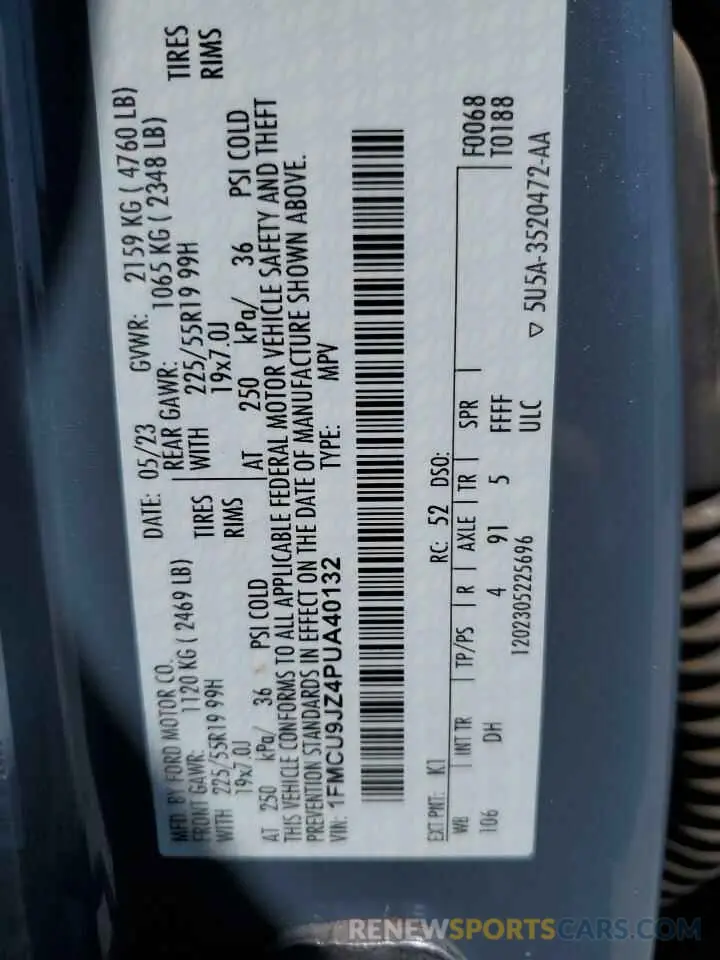 MFD. BY FORD MOTOR CO.
DATE: 05/23 GVWR: 2159 KG ( 4760 LB)
FRONT GAWR: 1120 KG ( 2469 LB)
REAR GAWR: 1065 KG ( 2348 LB)
WITH 225/55R19 99H TIRES
WITH 225/55R19 99H TIRES
19x7.0J RIMS
19x7.0J RIMS
AT 250 kPa/ 36 PSI COLD
AT 250 kPa/ 36 PSI COLD
THIS VEHICLE CONFORMS TO ALL APPLICABLE FEDERAL MOTOR VEHICLE SAFETY AND THEFT
PREVENTION STANDARDS IN EFFECT ON THE DATE OF MANUFACTURE SHOWN ABOVE.
VIN: 1FMCU9JZ4PUA40132 TYPE: MPV
EXT PNT: K1 RC: 52 DSO: F0068
WB INT TR TP/PS R AXLE TR SPR T0188
106 DH 4 91 5 FFFF
ULC
1202305225696
▽ 5U5A-3520472-AA
RENEWSPORTSCARS.COM